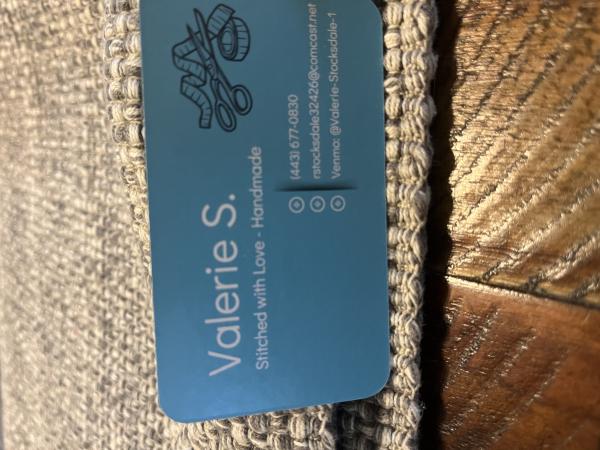 Valerie S.
Stitched with Love - Handmade
(443) 677-0830
rstocksdale32426@comcast.net
Venmo: @Valerie-Stocksdale-1